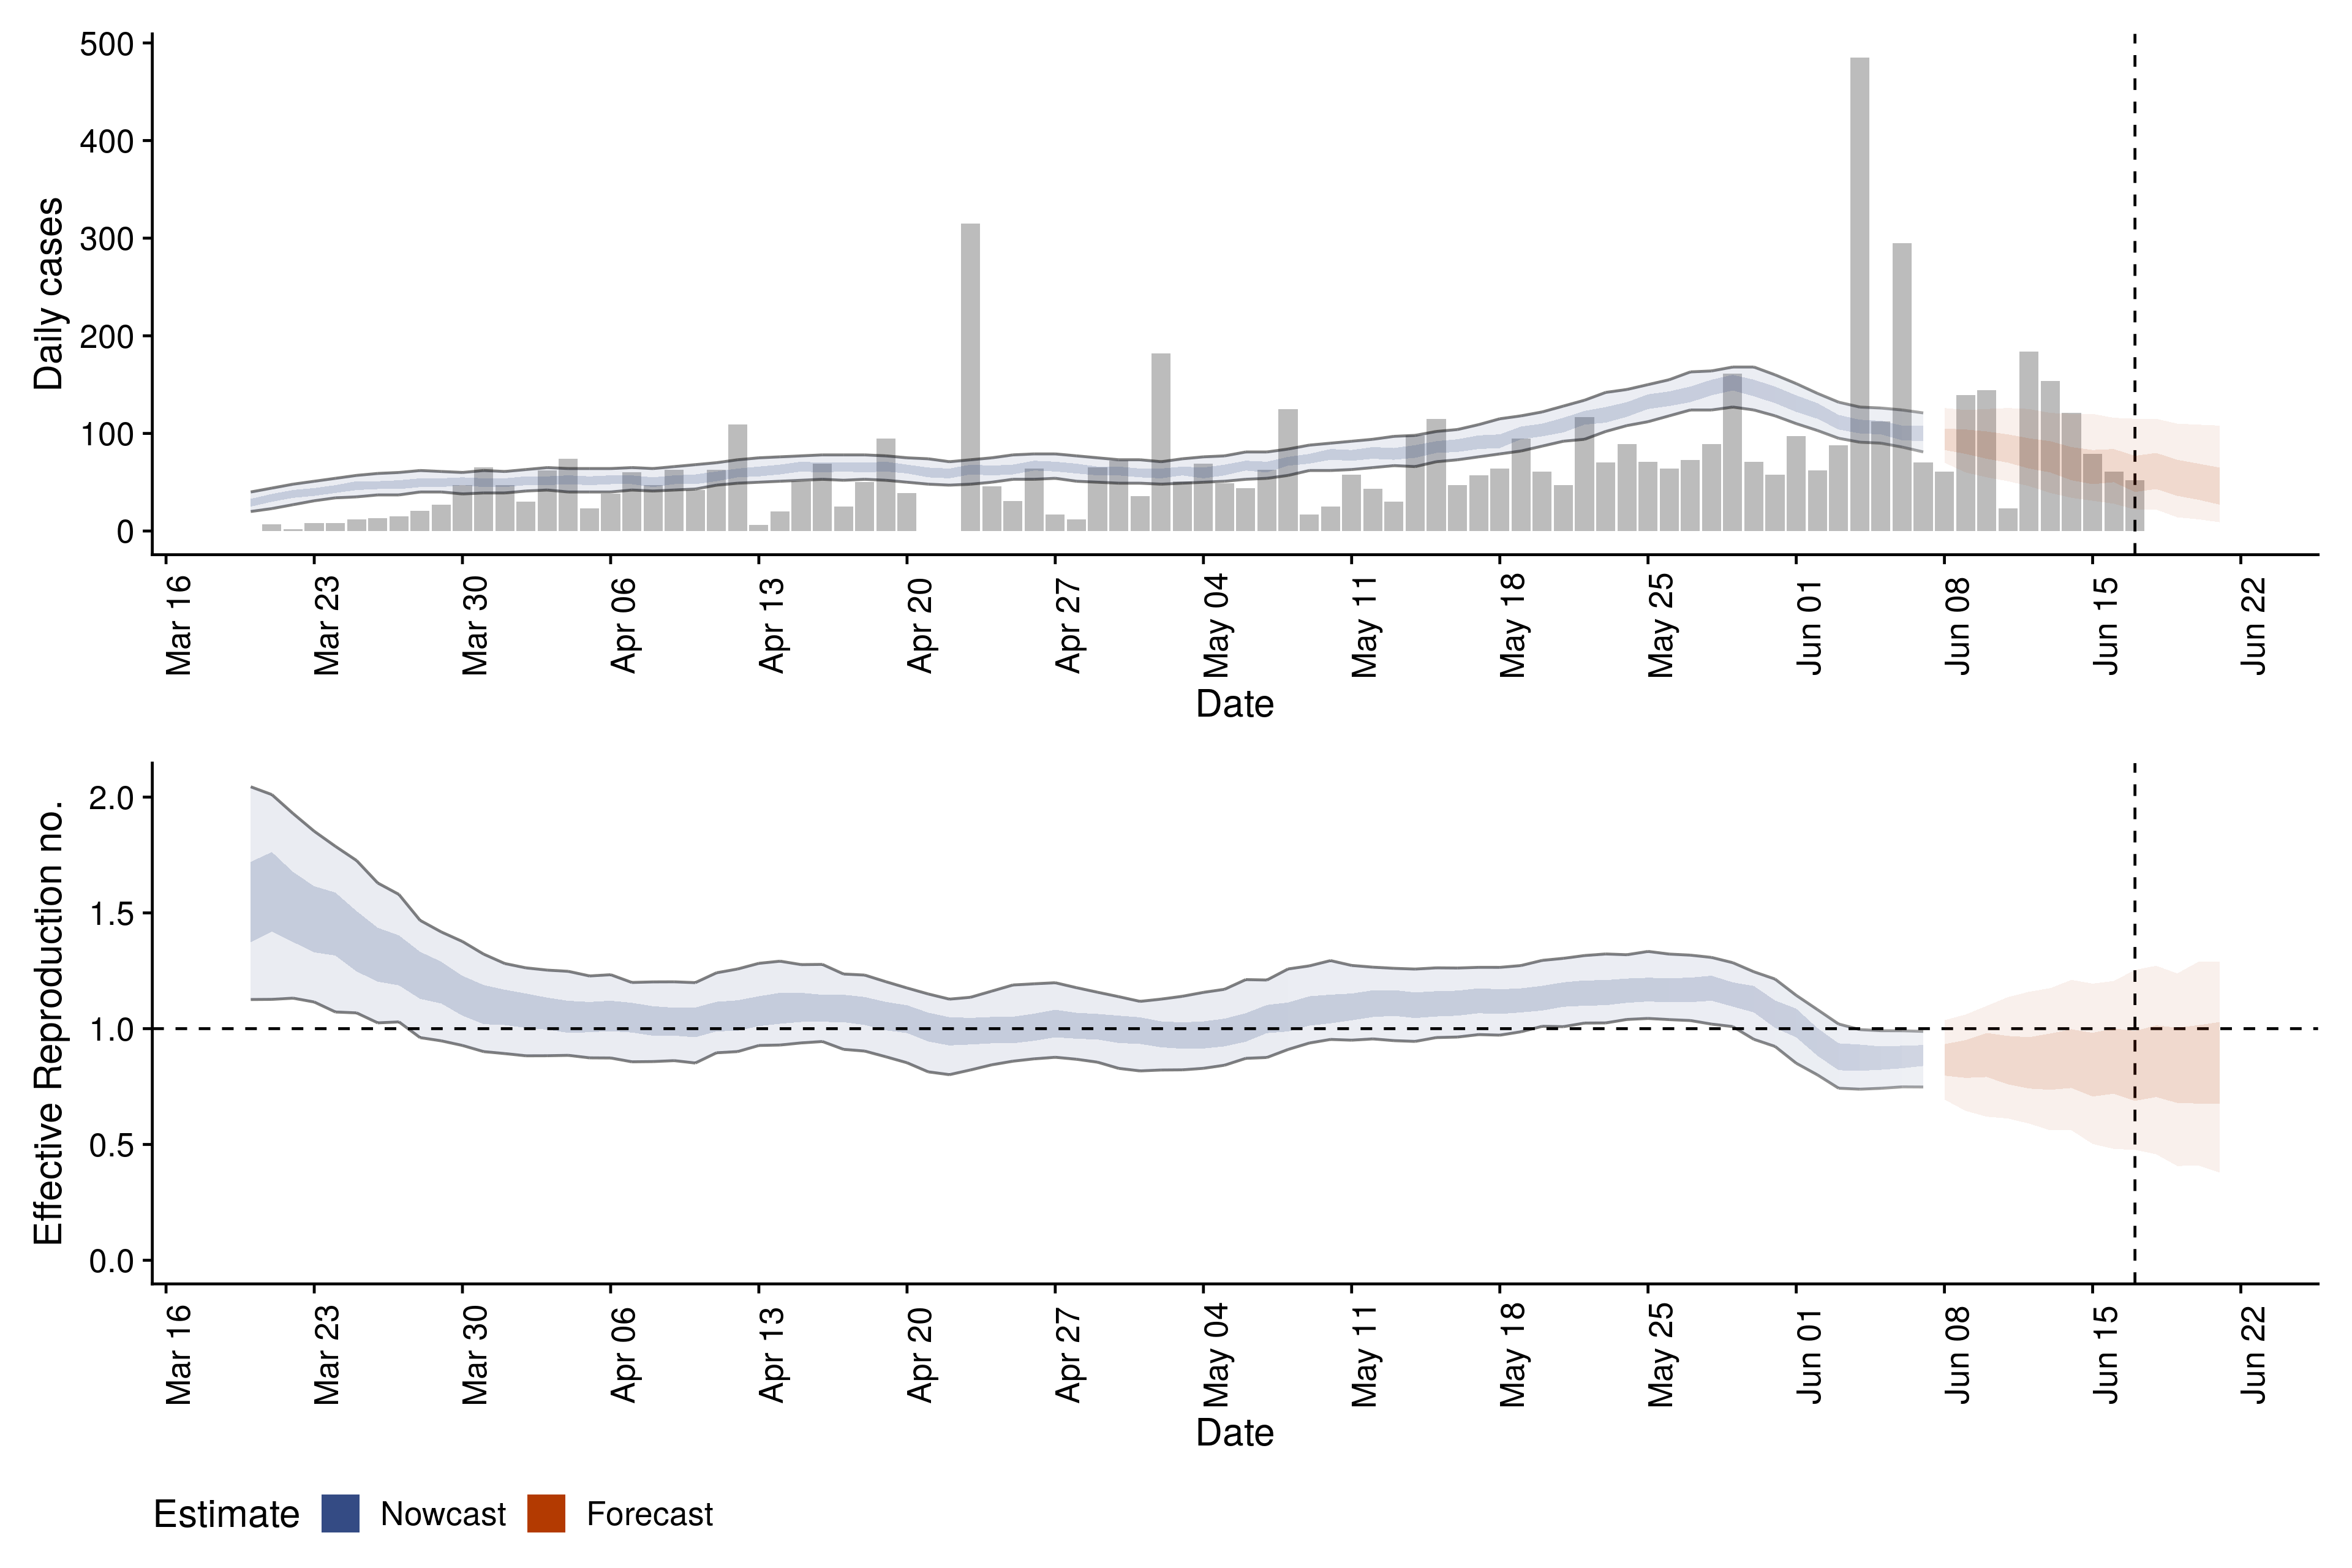 500
400
300
200
100
0
Daily cases
Mar 16
Mar 23
Mar 30
Apr 06
Apr 13
Apr 20
Apr 27
May 04
May 11
May 18
May 25
Jun 01
Jun 08
Jun 15
Jun 22
Date
2.0
1.5
1.0
0.5
0.0
Effective Reproduction no.
Mar 16
Mar 23
Mar 30
Apr 06
Apr 13
Apr 20
Apr 27
May 04
May 11
May 18
May 25
Jun 01
Jun 08
Jun 15
Jun 22
Date
Estimate Nowcast Forecast